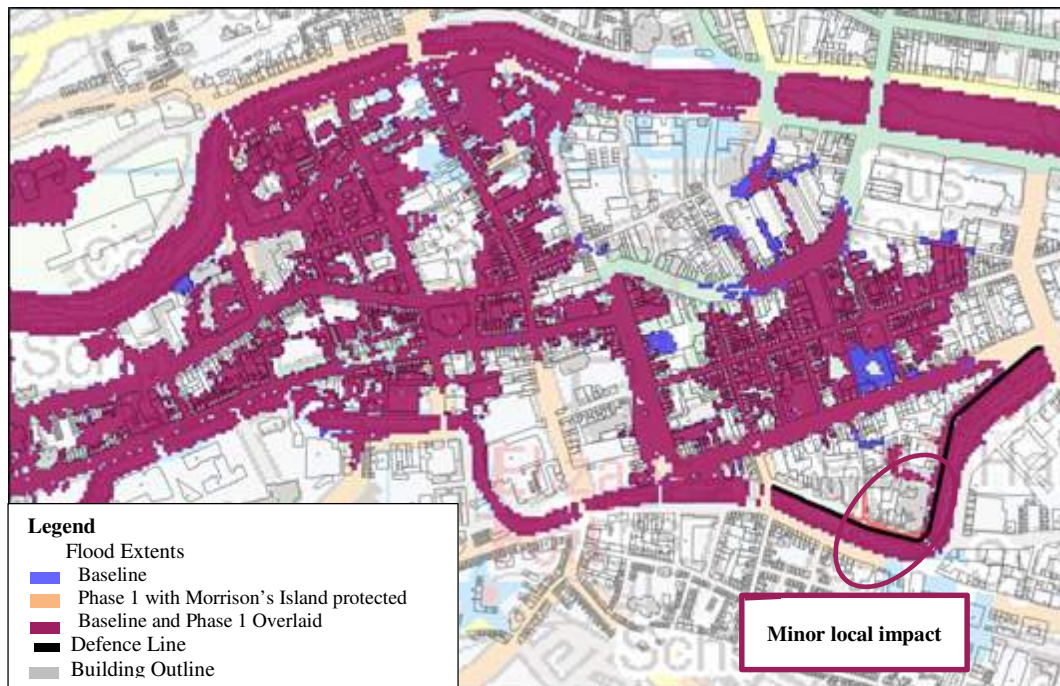 Legend
Flood Extents
Baseline
Phase 1 with Morrison’s Island protected
Baseline and Phase 1 Overlaid
Defence Line
Building Outline
Minor local impact